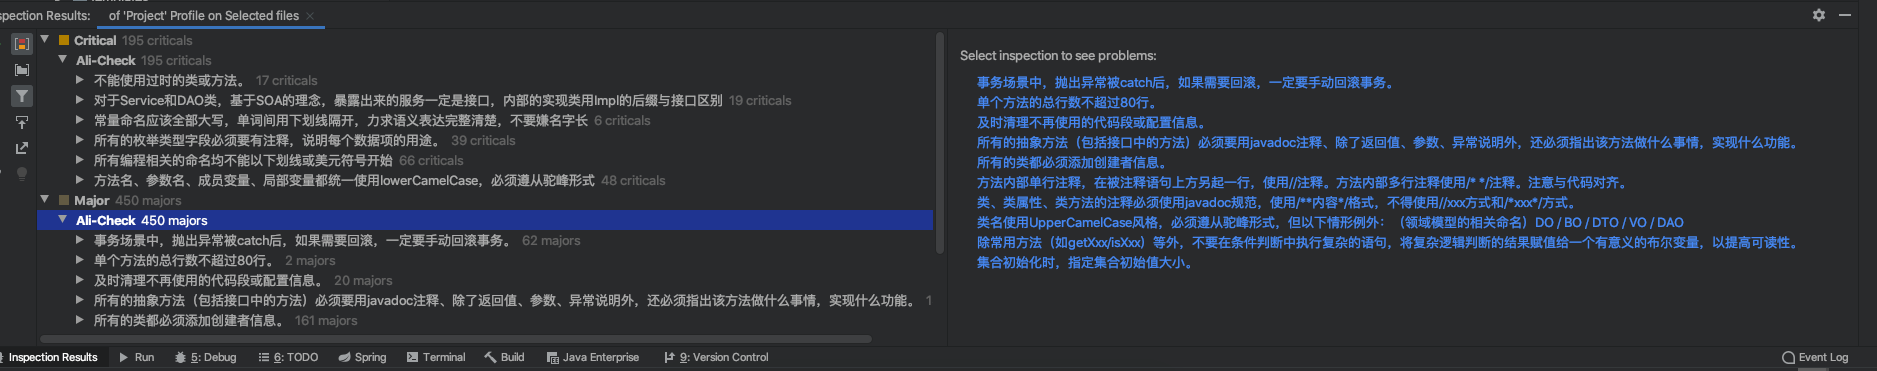 spection Results: of 'Project' Profile on Selected files
Critical 195 criticals
Ali-Check 195 criticals
不能使用过时的类或方法。 17 criticals
对于Service和DAO类，基于SOA的理念，暴露出来的服务一定是接口，内部的实现类用Impl的后缀与接口区别 19 criticals
常量命名应该全部大写，单词间用下划线隔开，力求语义表达完整清楚，不要嫌名字长 6 criticals
所有的枚举类型字段必须要有注释，说明每个数据项的用途。 39 criticals
所有编程相关的命名均不能以下划线或美元符号开始 66 criticals
方法名、参数名、成员变量、局部变量都统一使用lowerCamelCase，必须遵从驼峰形式 48 criticals
Major 450 majors
Ali-Check 450 majors
事务场景中，抛出异常被catch后，如果需要回滚，一定要手动回滚事务。 62 majors
单个方法的总行数不超过80行。 2 majors
及时清理不再使用的代码段或配置信息。 20 majors
所有的抽象方法（包括接口中的方法）必须要用javadoc注释、除了返回值、参数、异常说明外，还必须指出该方法做什么事情，实现什么功能。 1
所有的类都必须添加创建者信息。 161 majors
Select inspection to see problems:
事务场景中，抛出异常被catch后，如果需要回滚，一定要手动回滚事务。
单个方法的总行数不超过80行。
及时清理不再使用的代码段或配置信息。
所有的抽象方法（包括接口中的方法）必须要用javadoc注释、除了返回值、参数、异常说明外，还必须指出该方法做什么事情，实现什么功能。
所有的类都必须添加创建者信息。
方法内部单行注释，在被注释语句上方另起一行，使用//注释。方法内部多行注释使用/* */注释。注意与代码对齐。
类、类属性、类方法的注释必须使用javadoc规范，使用/**内容*/格式，不得使用//xxx方式和/*xxx*/方式。
类名使用UpperCamelCase风格，必须遵从驼峰形式，但以下情形例外：（领域模型的相关命名）DO / BO / DTO / VO / DAO
除常用方法（如getXxx/isXxx）等外，不要在条件判断中执行复杂的语句，将复杂逻辑判断的结果赋值给一个有意义的布尔变量，以提高可读性。
集合初始化时，指定集合初始值大小。
Inspection Results Run 5: Debug 6: TODO Spring Terminal Build Java Enterprise 9: Version Control Event Log